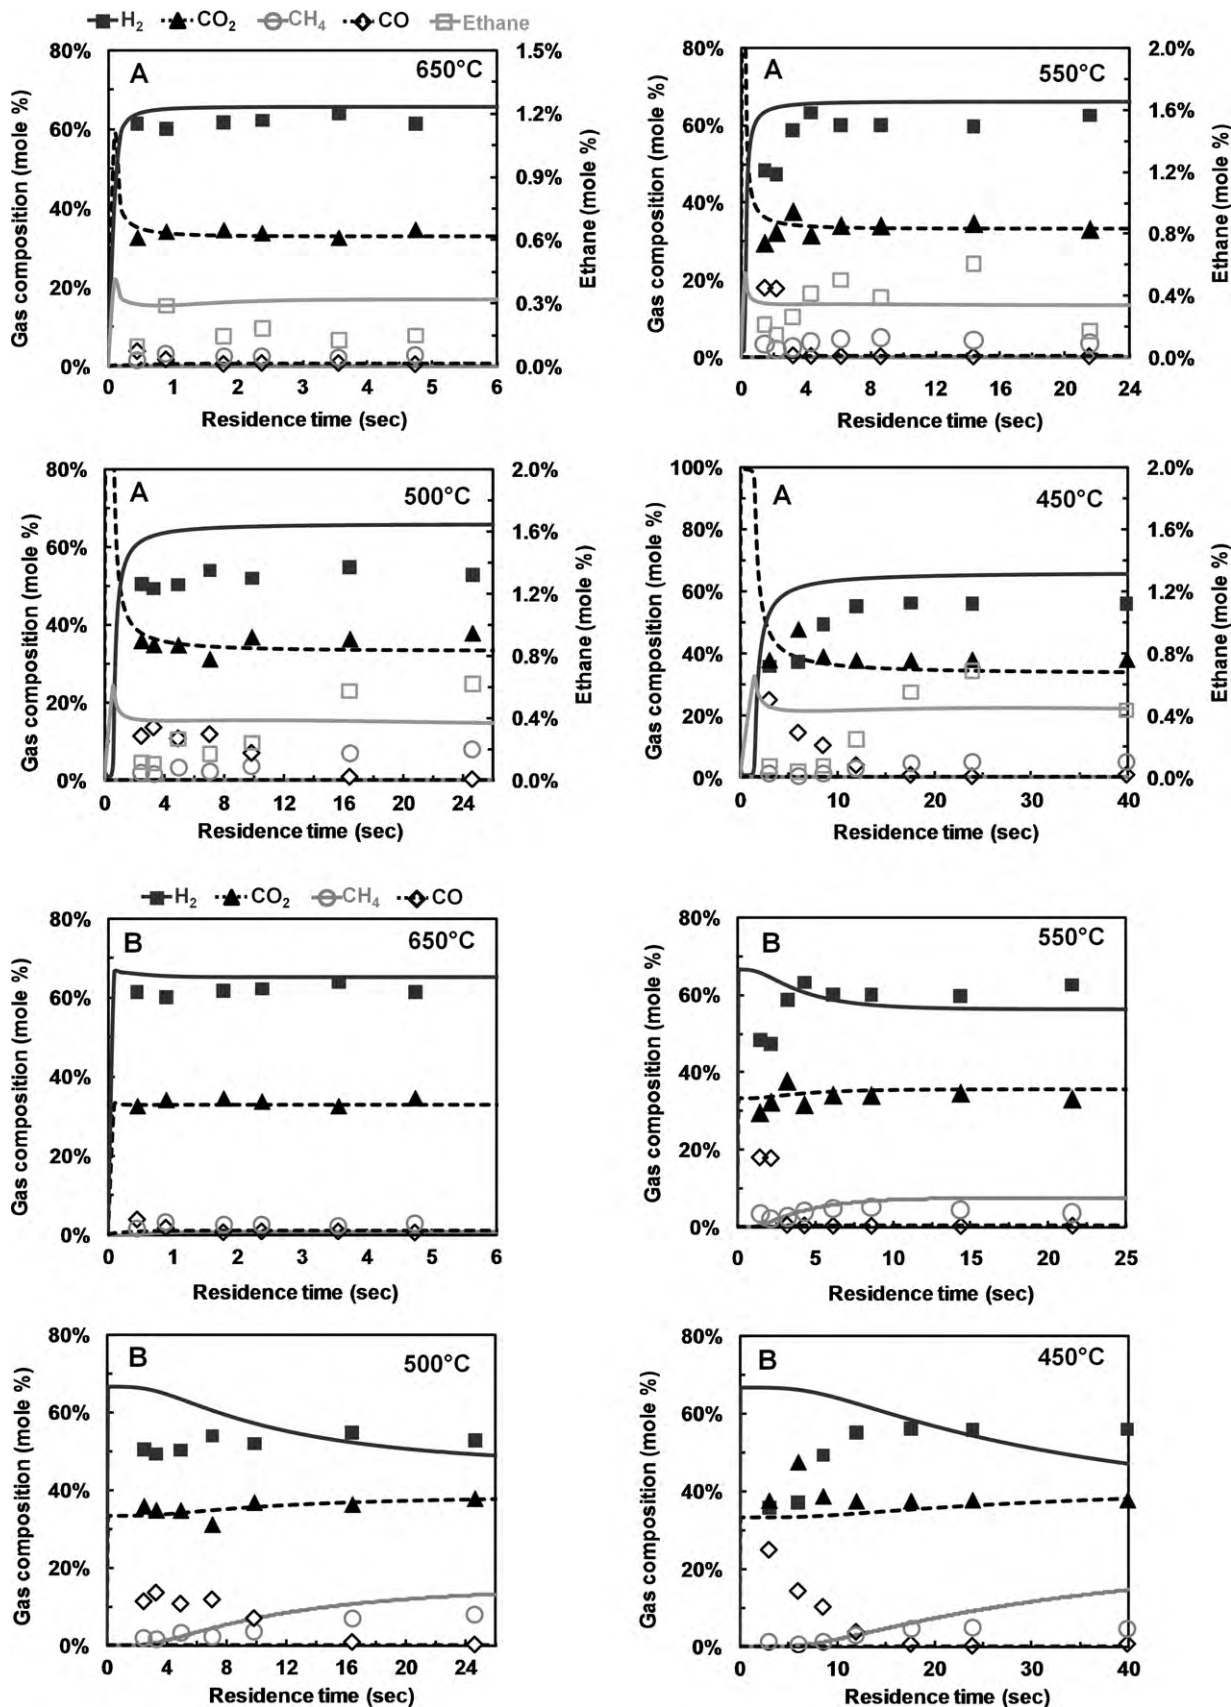 H2 CO2 CH4 CO Ethane
A 650°C
80%
60%
40%
20%
0%
Gas composition (mole %)
1.5%
1.2%
0.9%
0.6%
0.3%
0.0%
Ethane (mole %)
0 1 2 3 4 5 6
Residence time (sec)
A 550°C
80%
60%
40%
20%
0%
Gas composition (mole %)
2.0%
1.6%
1.2%
0.8%
0.4%
0.0%
Ethane (mole %)
0 4 8 12 16 20 24
Residence time (sec)
A 500°C
80%
60%
40%
20%
0%
Gas composition (mole %)
2.0%
1.6%
1.2%
0.8%
0.4%
0.0%
Ethane (mole %)
0 4 8 12 16 20 24
Residence time (sec)
A 450°C
100%
80%
60%
40%
20%
0%
Gas composition (mole %)
2.0%
1.6%
1.2%
0.8%
0.4%
0.0%
Ethane (mole %)
0 10 20 30 40
Residence time (sec)
H2 CO2 CH4 CO
B 650°C
80%
60%
40%
20%
0%
Gas composition (mole %)
0 1 2 3 4 5 6
Residence time (sec)
B 550°C
80%
60%
40%
20%
0%
Gas composition (mole %)
0 5 10 15 20 25
Residence time (sec)
B 500°C
80%
60%
40%
20%
0%
Gas composition (mole %)
0 4 8 12 16 20 24
Residence time (sec)
B 450°C
80%
60%
40%
20%
0%
Gas composition (mole %)
0 10 20 30 40
Residence time (sec)